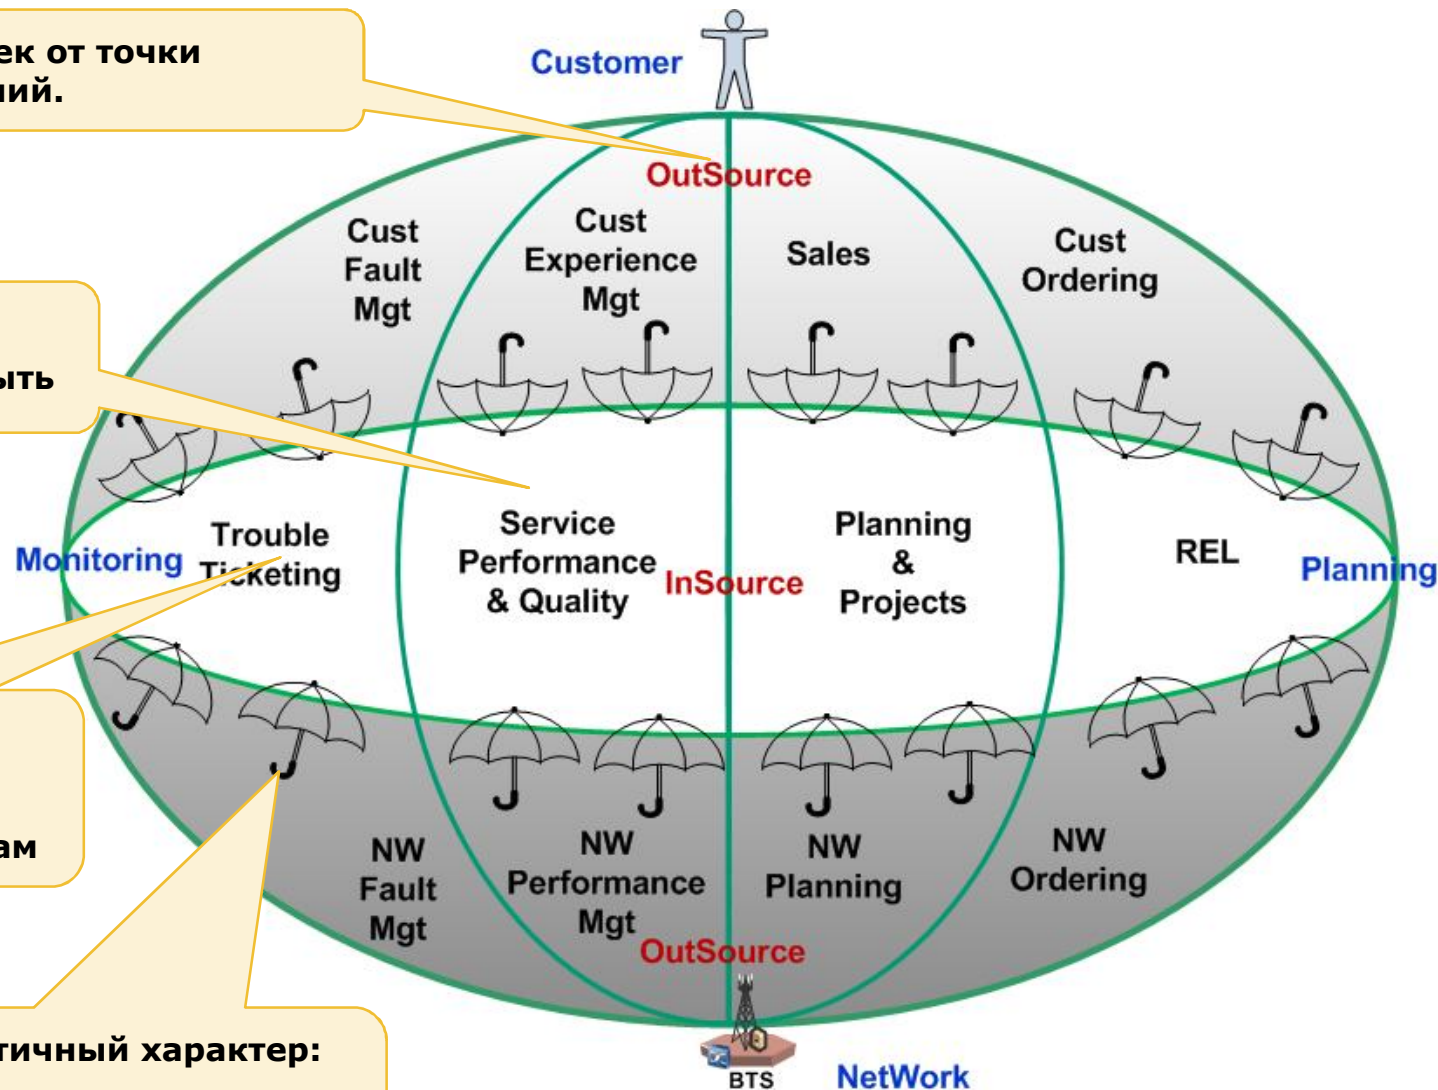 ек от точки
ний.
Customer
OutSource
Cust
Fault
Mgt
Cust
Experience
Mgt
Sales
Cust
Ordering
ыть
Monitoring
Trouble
Ticketing
Service
Performance
& Quality
InSource
Planning
&
Projects
REL
Planning
ам
NW
Fault
Mgt
NW
Performance
Mgt
NW
Planning
NW
Ordering
OutSource
тичный характер:
BTS
NetWork